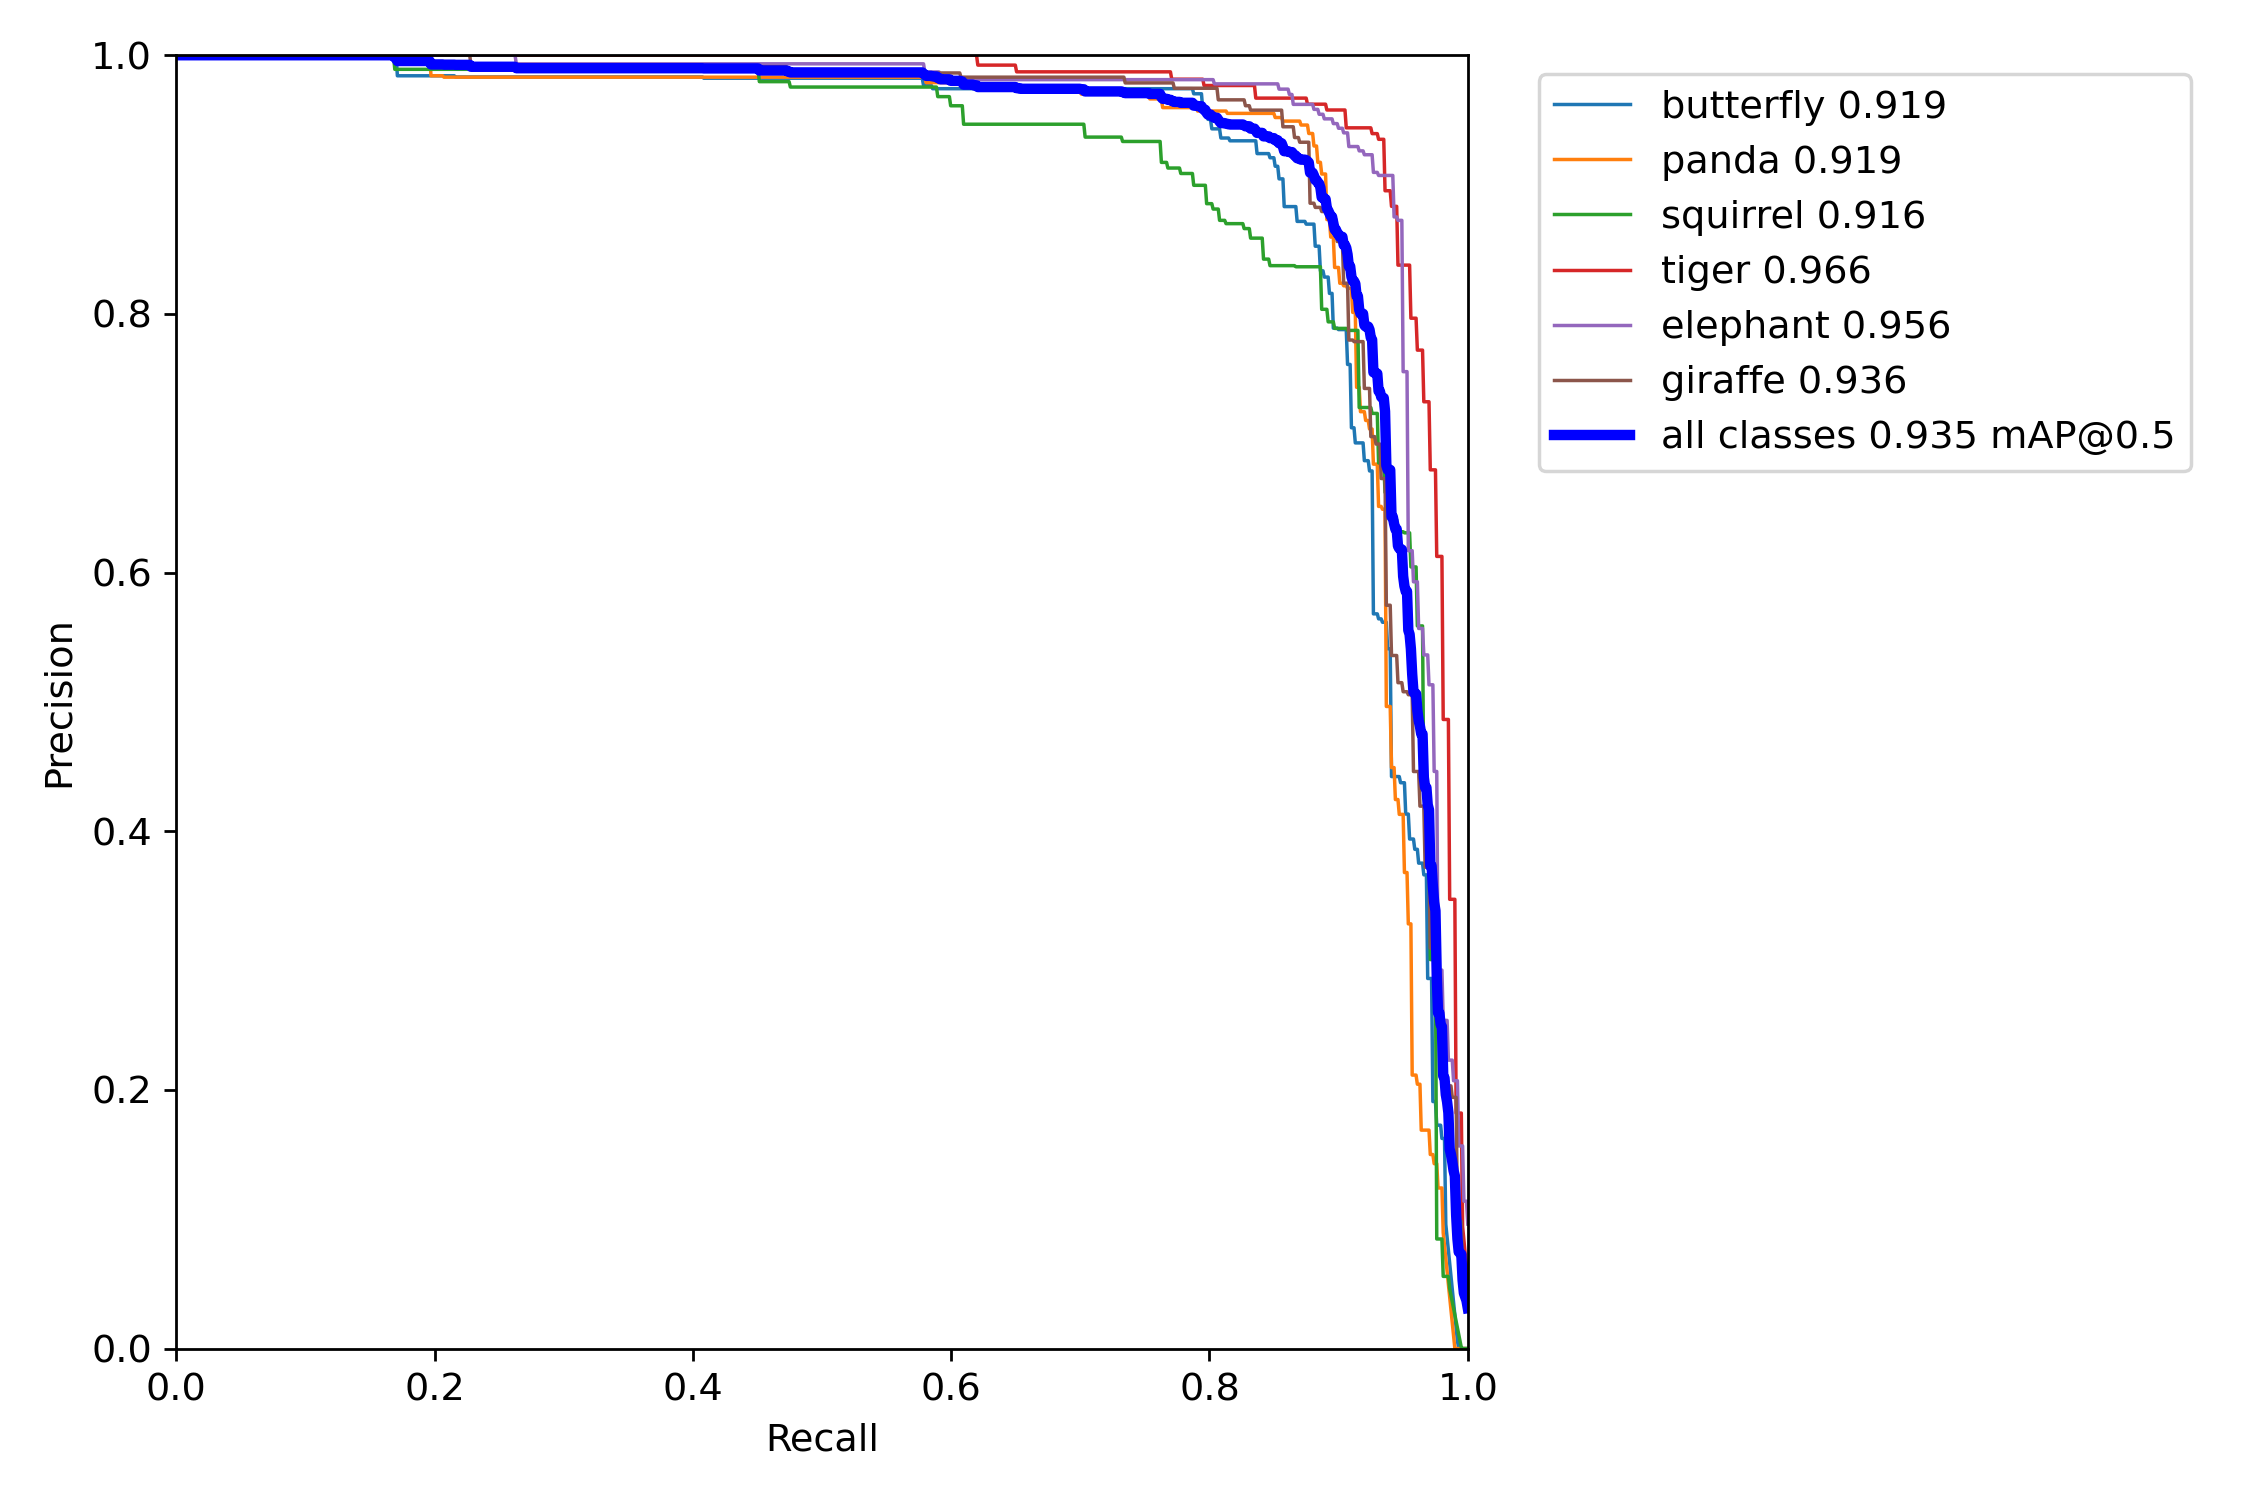 1.0
0.8
0.6
0.4
0.2
0.0
0.0 0.2 0.4 0.6 0.8 1.0
Precision
Recall
butterfly 0.919
panda 0.919
squirrel 0.916
tiger 0.966
elephant 0.956
giraffe 0.936
all classes 0.935 mAP@0.5